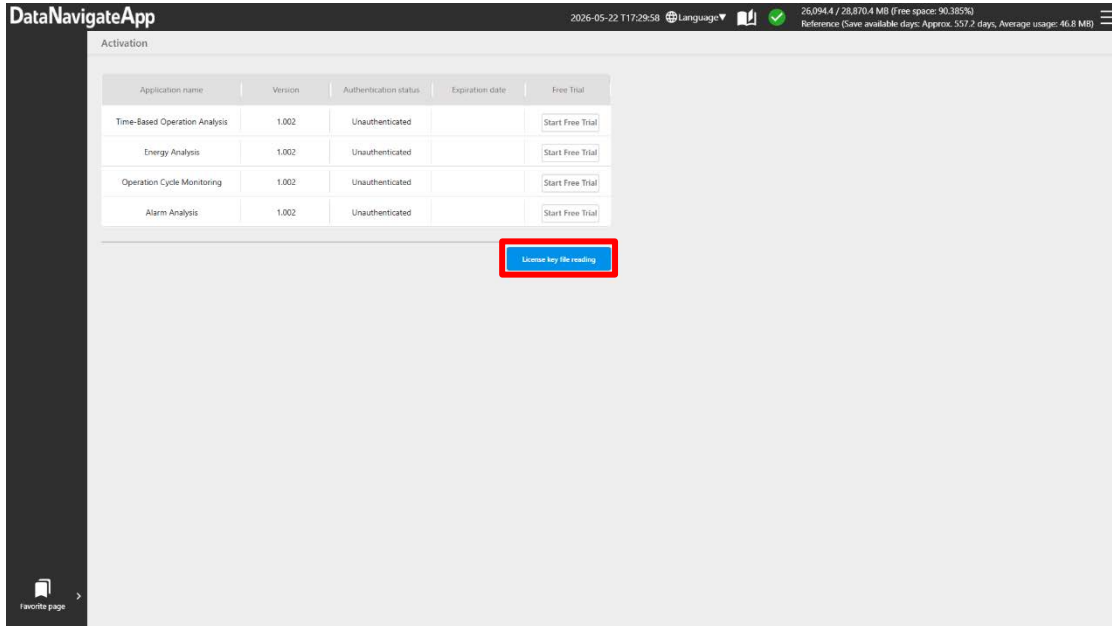 DataNavigateApp
2026-05-22 T17:29:58 Language▼
26,094.4 / 28,870.4 MB (Free space: 90.385%)
Reference (Save available days: Approx. 557.2 days, Average usage: 46.8 MB)
Activation
Application name Version Authentication status Expiration date Free Trial
Time-Based Operation Analysis 1.002 Unauthenticated Start Free Trial
Energy Analysis 1.002 Unauthenticated Start Free Trial
Operation Cycle Monitoring 1.002 Unauthenticated Start Free Trial
Alarm Analysis 1.002 Unauthenticated Start Free Trial
License key file reading
Favorite page